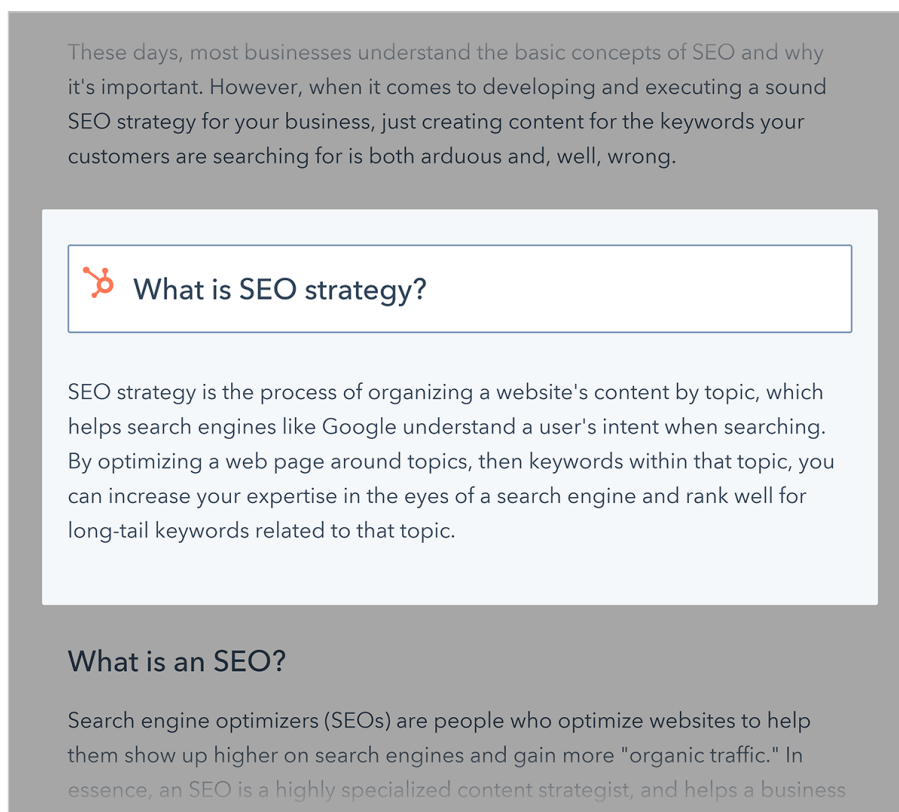 These days, most businesses understand the basic concepts of SEO and why
it's important. However, when it comes to developing and executing a sound
SEO strategy for your business, just creating content for the keywords your
customers are searching for is both arduous and, well, wrong.
What is SEO strategy?
SEO strategy is the process of organizing a website's content by topic, which
helps search engines like Google understand a user's intent when searching.
By optimizing a web page around topics, then keywords within that topic, you
can increase your expertise in the eyes of a search engine and rank well for
long-tail keywords related to that topic.
What is an SEO?
Search engine optimizers (SEOs) are people who optimize websites to help
them show up higher on search engines and gain more "organic traffic." In
essence, an SEO is a highly specialized content strategist, and helps a business